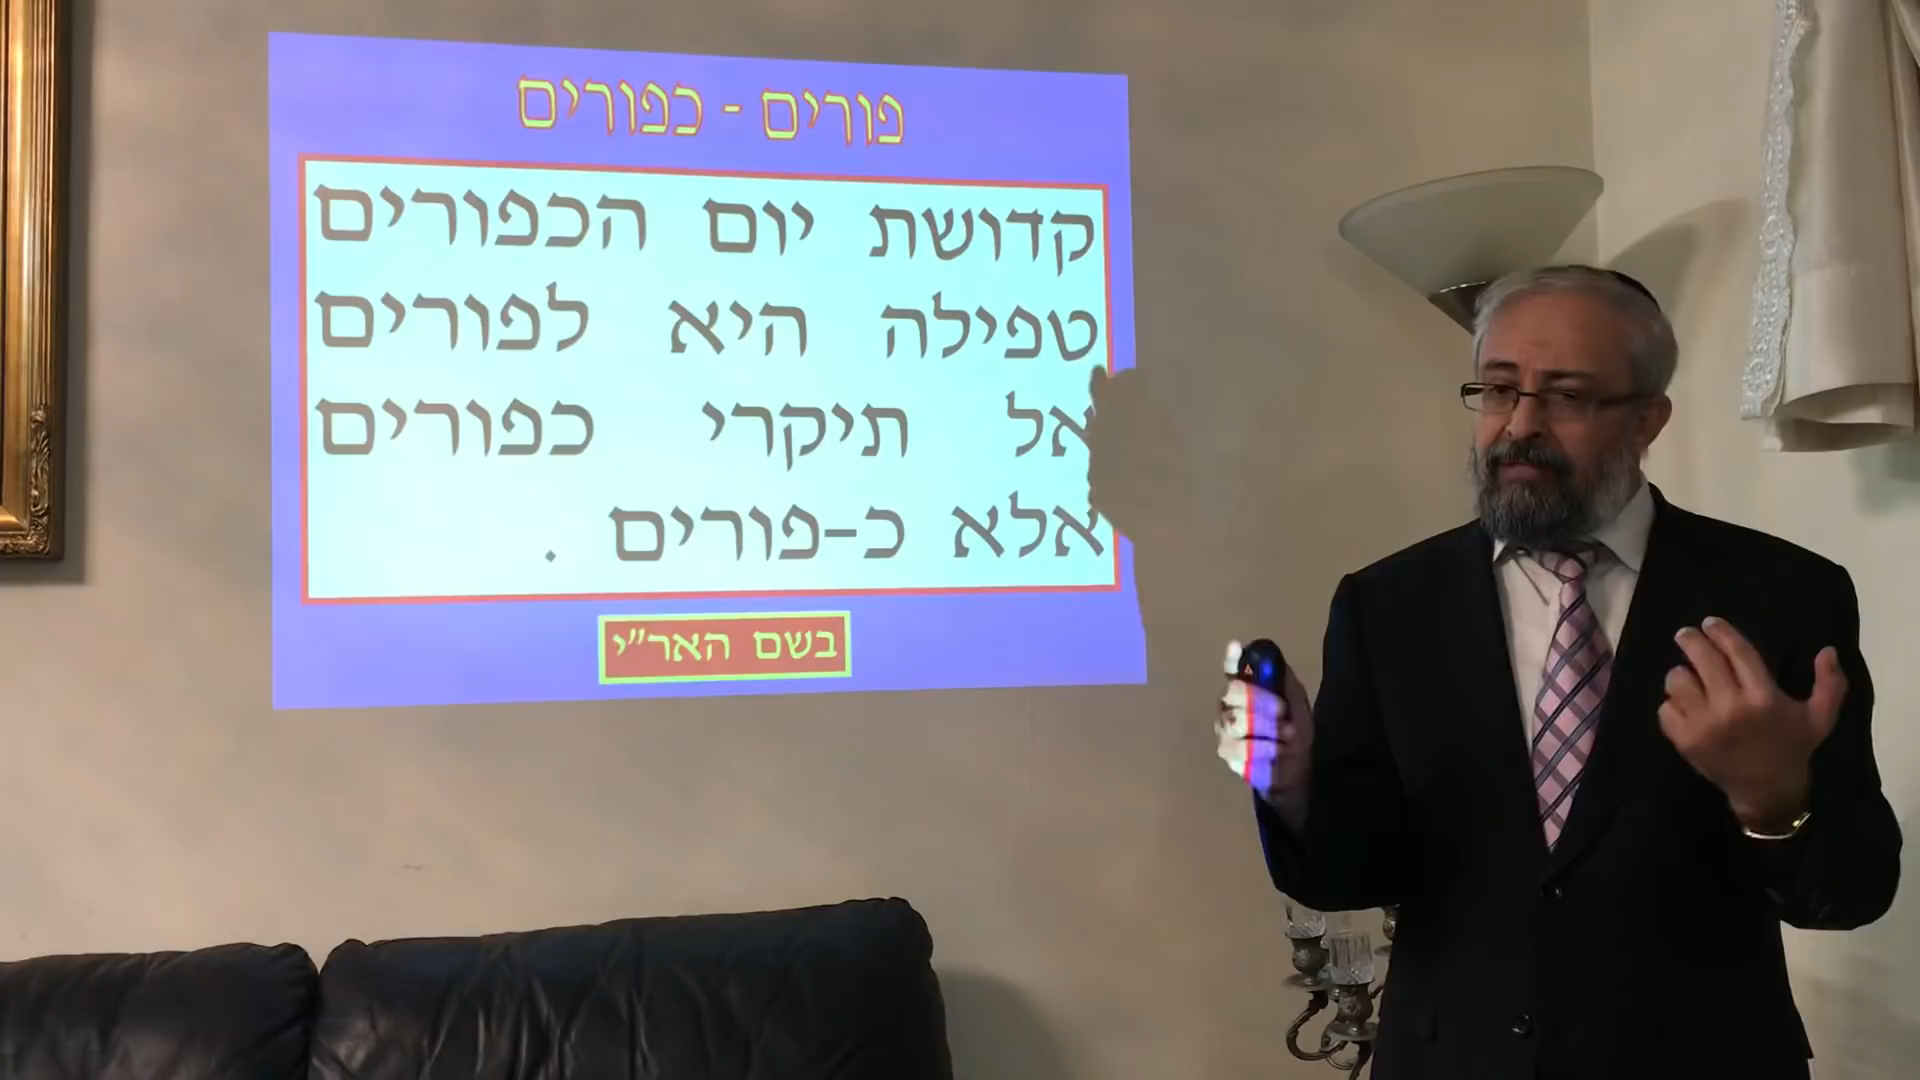 פורים - כפורים
קדושת יום הכפורים
טפילה היא לפורים
אל תיקרי כפורים
אלא כ-פורים .
בשם האר"י